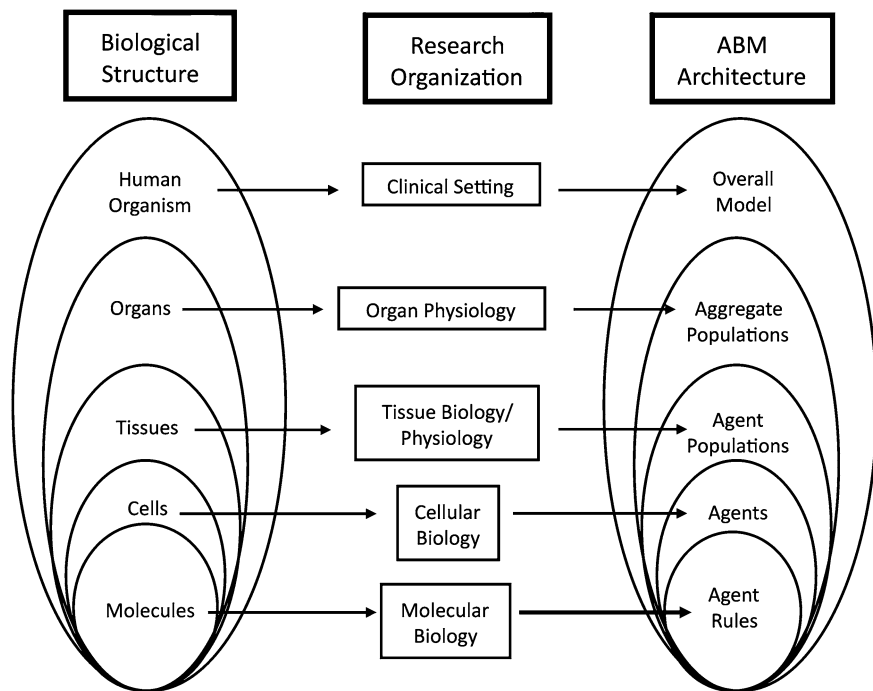 Biological
Structure
Research
Organization
ABM
Architecture
Human
Organism
Clinical Setting
Overall
Model
Organs
Organ Physiology
Aggregate
Populations
Tissues
Tissue Biology/
Physiology
Agent
Populations
Cells
Cellular
Biology
Agents
Molecules
Molecular
Biology
Agent
Rules